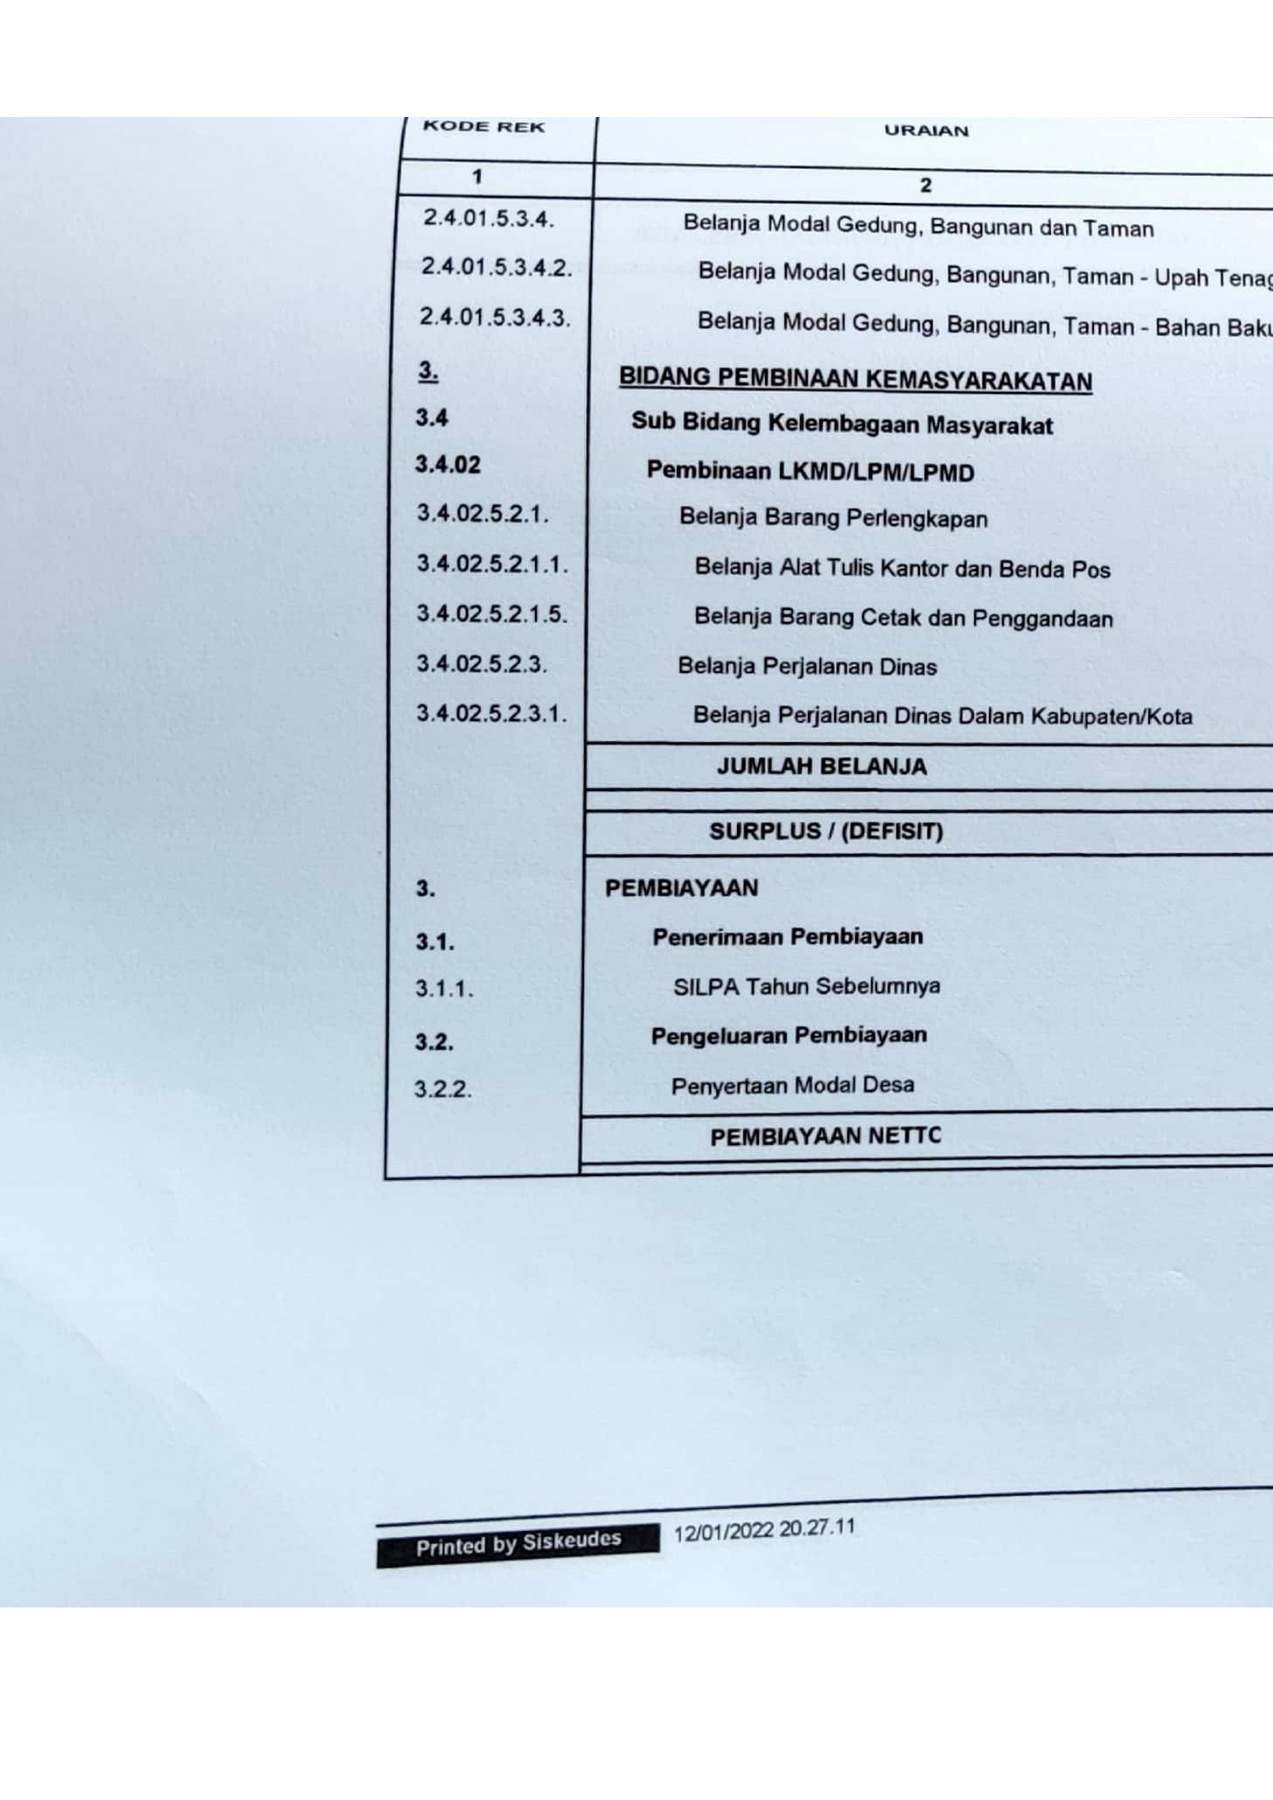 KODE REK URAIAN
1 2
2.4.01.5.3.4. Belanja Modal Gedung, Bangunan dan Taman
2.4.01.5.3.4.2. Belanja Modal Gedung, Bangunan, Taman - Upah Tenag
2.4.01.5.3.4.3. Belanja Modal Gedung, Bangunan, Taman - Bahan Baku
3. BIDANG PEMBINAAN KEMASYARAKATAN
3.4 Sub Bidang Kelembagaan Masyarakat
3.4.02 Pembinaan LKMD/LPM/LPMD
3.4.02.5.2.1. Belanja Barang Perlengkapan
3.4.02.5.2.1.1. Belanja Alat Tulis Kantor dan Benda Pos
3.4.02.5.2.1.5. Belanja Barang Cetak dan Penggandaan
3.4.02.5.2.3. Belanja Perjalanan Dinas
3.4.02.5.2.3.1. Belanja Perjalanan Dinas Dalam Kabupaten/Kota
JUMLAH BELANJA
SURPLUS / (DEFISIT)
3. PEMBIAYAAN
3.1. Penerimaan Pembiayaan
3.1.1. SILPA Tahun Sebelumnya
3.2. Pengeluaran Pembiayaan
3.2.2. Penyertaan Modal Desa
PEMBIAYAAN NETTC
Printed by Siskeudes 12/01/2022 20.27.11